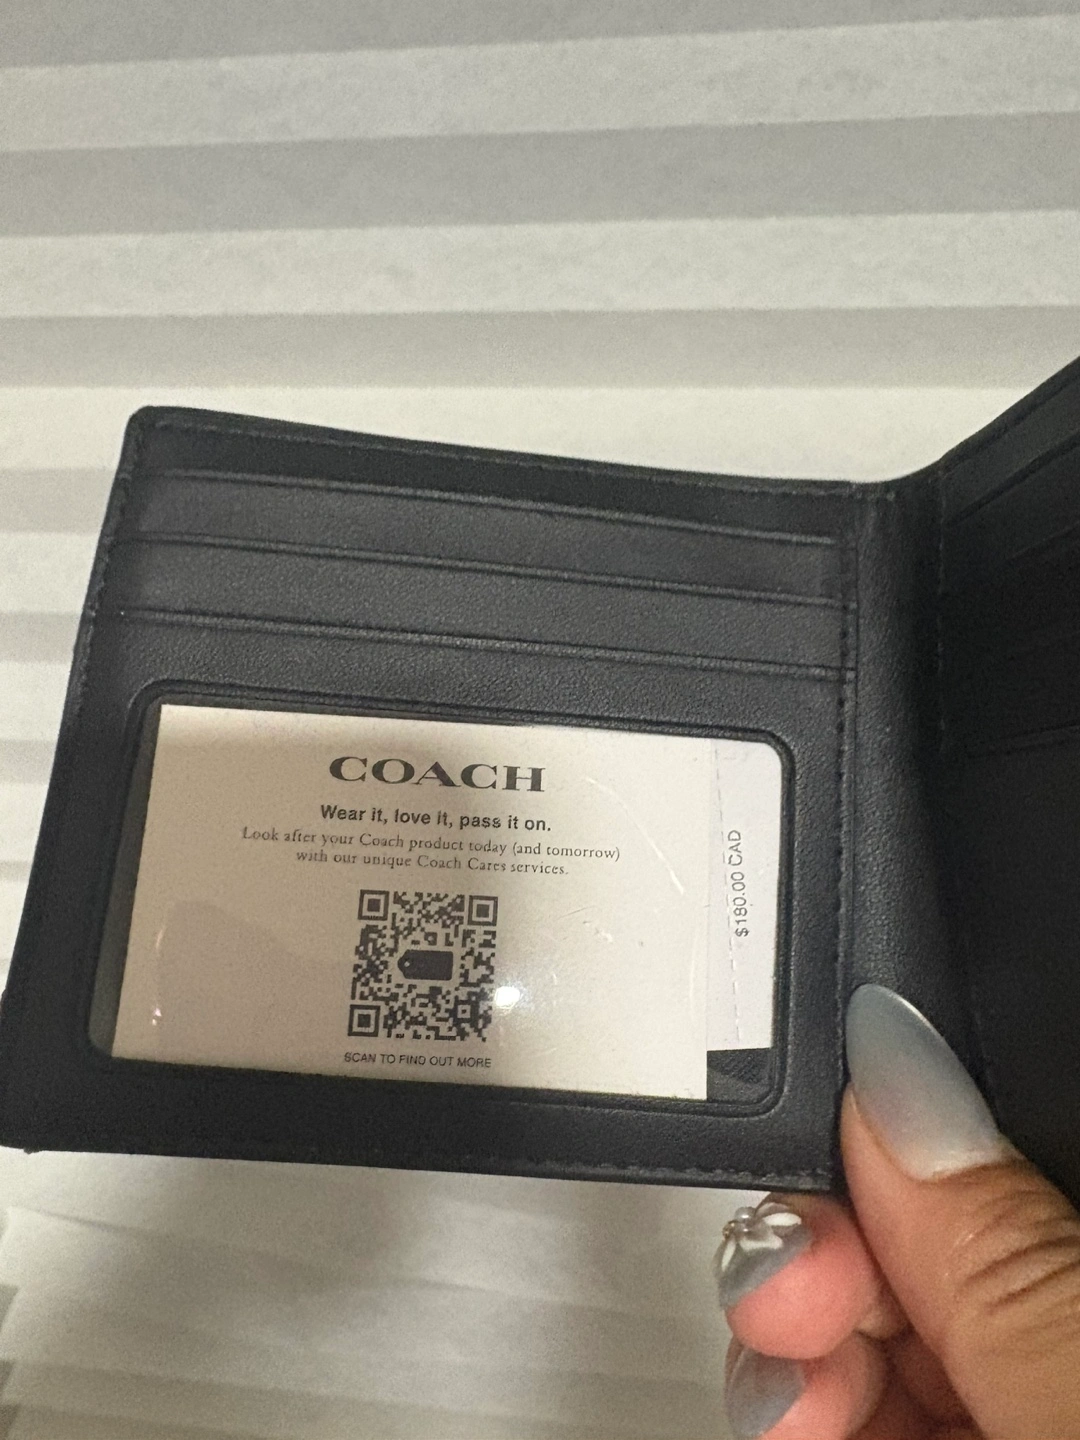 COACH
Wear it, love it, pass it on.
Look after your Coach product today (and tomorrow)
with our unique Coach Cares services.
SCAN TO FIND OUT MORE
$180.00 CAD